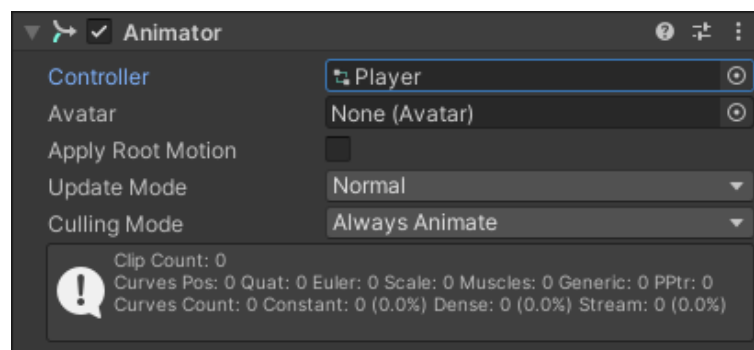 Animator
Controller Player
Avatar None (Avatar)
Apply Root Motion
Update Mode Normal
Culling Mode Always Animate
Clip Count: 0
Curves Pos: 0 Quat: 0 Euler: 0 Scale: 0 Muscles: 0 Generic: 0 PPtr: 0
Curves Count: 0 Constant: 0 (0.0%) Dense: 0 (0.0%) Stream: 0 (0.0%)